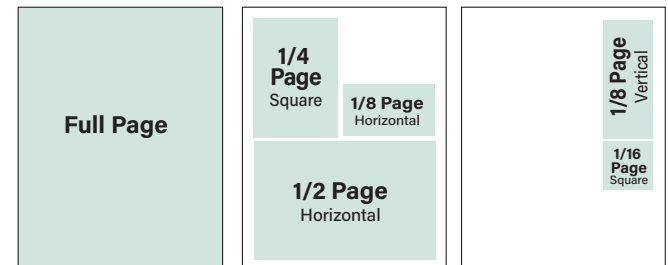 Full Page
1/4
Page
Square
1/8 Page
Horizontal
1/2 Page
Horizontal
1/8 Page
Vertical
1/16
Page
Square